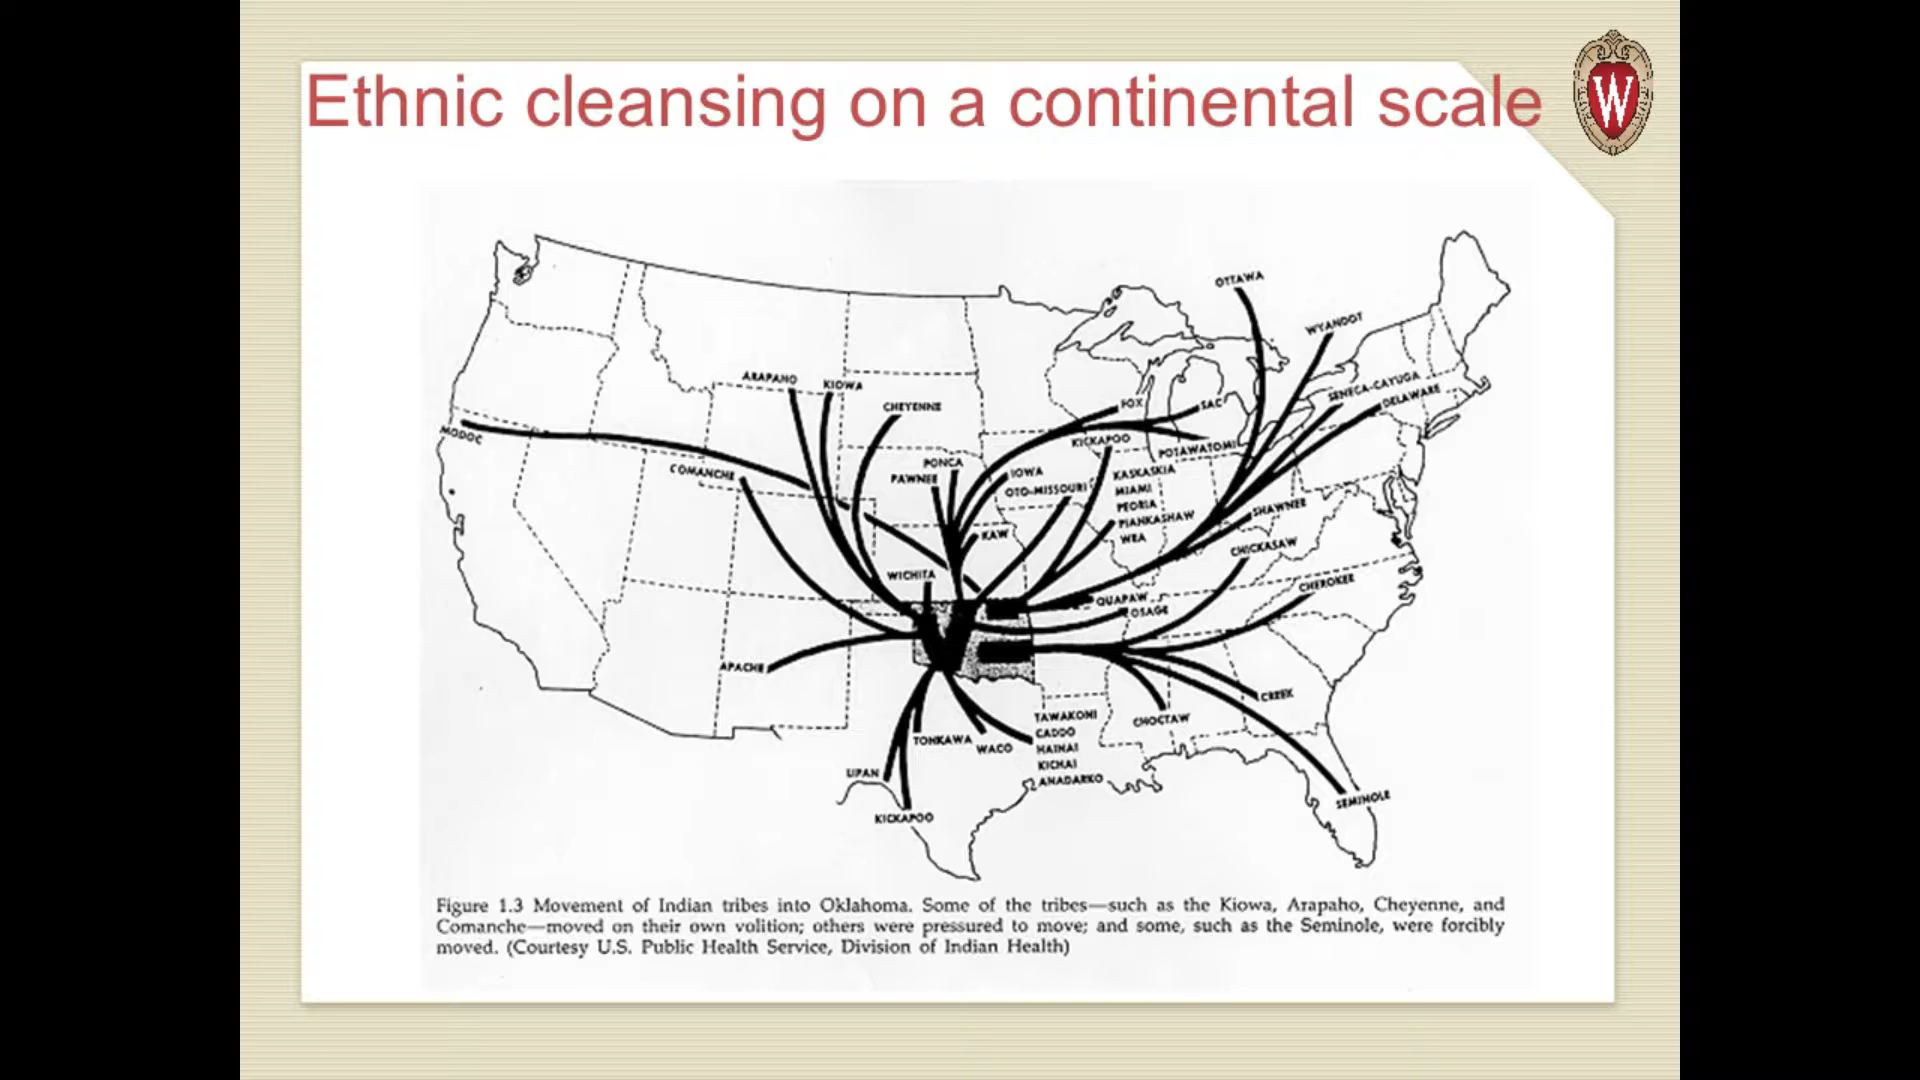 Ethnic cleansing on a continental scale
W
OTTAWA
WYANDOT
ARAPAHO
KIOWA
SENECA-CAYUGA
CHEYENNE
FOX
SAC
DELAWARE
MODOC
KICKAPOO
POTAWATOMI
COMANCHE
PONCA
PAWNEE
IOWA
OTO-MISSOURI
KASKASKIA
MIAMI
PEORIA
PIANKASHAW
WEA
SHAWNEE
KAW
CHICKASAW
WICHITA
CHEROKEE
QUAPAW
OSAGE
APACHE
CREEK
CHOCTAW
TONKAWA
WACO
TAWAKONI
CADDO
HAINAI
KICHAI
ANADARKO
LIPAN
KICKAPOO
SEMINOLE
Figure 1.3 Movement of Indian tribes into Oklahoma. Some of the tribes—such as the Kiowa, Arapaho, Cheyenne, and
Comanche—moved on their own volition; others were pressured to move; and some, such as the Seminole, were forcibly
moved. (Courtesy U.S. Public Health Service, Division of Indian Health)